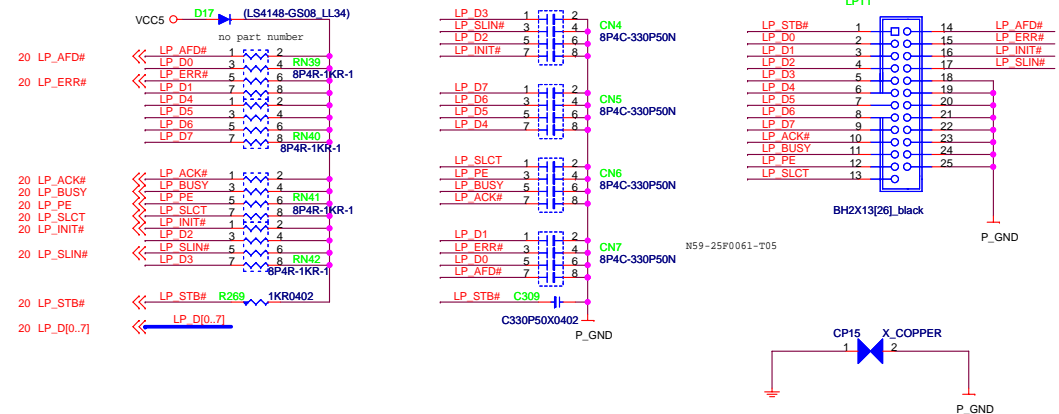 VCC5 D17 (LS4148-GS08_LL34)
no part number
20 LP_AFD# LP_AFD# 1 2
LP_D0 3 4 RN39
20 LP_ERR# LP_ERR# 5 6 8P4R-1KR-1
LP_D1 7 8
LP_D4 1 2
LP_D5 3 4
LP_D6 5 6
LP_D7 7 8 RN40
8P4R-1KR-1
20 LP_ACK# LP_ACK# 1 2
20 LP_BUSY LP_BUSY 3 4
20 LP_PE LP_PE 5 6 RN41
20 LP_SLCT LP_SLCT 7 8 8P4R-1KR-1
20 LP_INIT# LP_INIT# 1 2
LP_D2 3 4
20 LP_SLIN# LP_SLIN# 5 6
LP_D3 7 8 RN42
8P4R-1KR-1
20 LP_STB# LP_STB# R269 1KR0402
20 LP_D[0..7] LP_D[0..7]
LP_D3 1 2
LP_SLIN# 3 4 CN4
LP_D2 5 6 8P4C-330P50N
LP_INIT# 7 8
LP_D7 1 2
LP_D6 3 4 CN5
LP_D5 5 6 8P4C-330P50N
LP_D4 7 8
LP_SLCT 1 2
LP_PE 3 4 CN6
LP_BUSY 5 6 8P4C-330P50N
LP_ACK# 7 8
LP_D1 1 2
LP_ERR# 3 4 CN7
LP_D0 5 6 8P4C-330P50N
LP_AFD# 7 8
LP_STB# C309
C330P50X0402
P_GND
LP_STB# 1 14 LP_AFD#
LP_D0 2 15 LP_ERR#
LP_D1 3 16 LP_INIT#
LP_D2 4 17 LP_SLIN#
LP_D3 5 18
LP_D4 6 19
LP_D5 7 20
LP_D6 8 21
LP_D7 9 22
LP_ACK# 10 23
LP_BUSY 11 24
LP_PE 12 25
LP_SLCT 13
BH2X13[26]_black
P_GND
N59-25F0061-T05
CP15 X_COPPER
1 2
P_GND